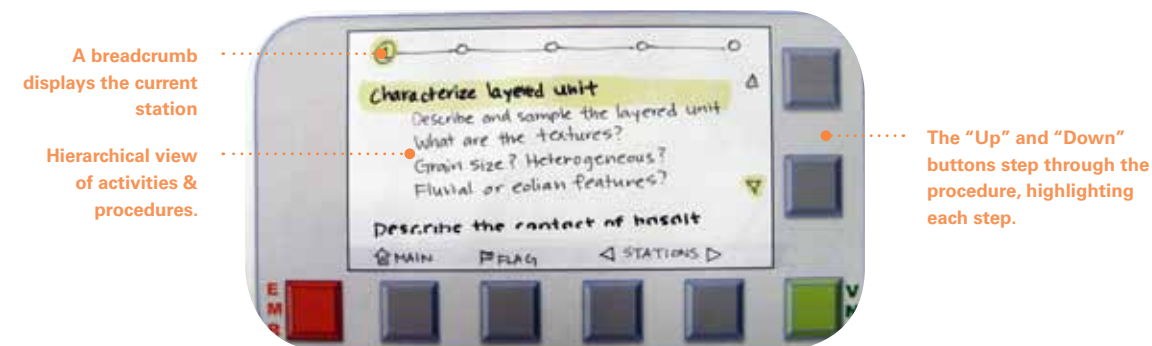 A breadcrumb
displays the current
station
Hierarchical view
of activities &
procedures.
1
Characterize layered unit
Describe and sample the layered unit
What are the textures?
Grain Size? Heterogeneous?
Fluvial or eolian features?
Describe the contact of basalt
MAIN FLAG STATIONS
E
M
V
The “Up” and “Down”
buttons step through the
procedure, highlighting
each step.